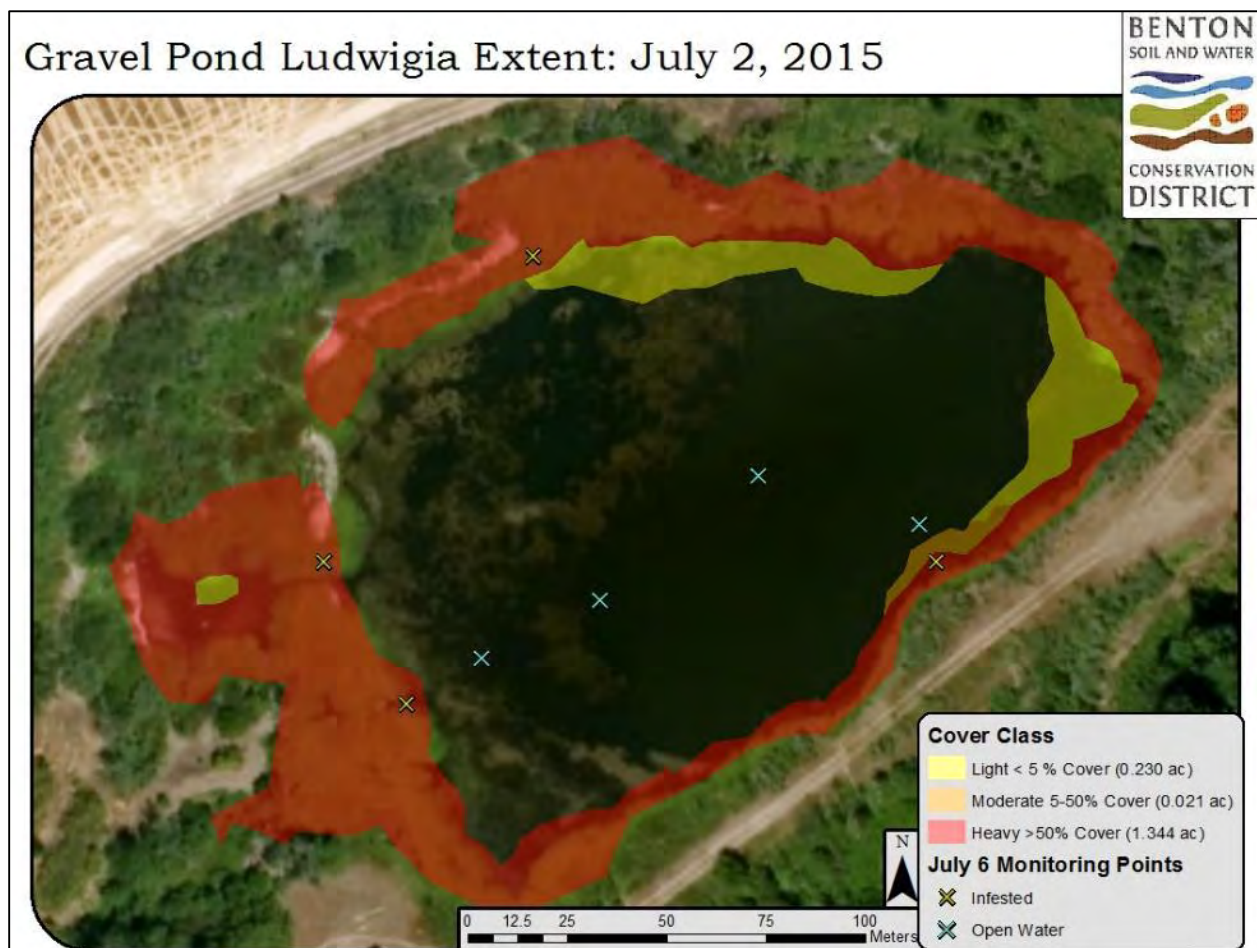 Gravel Pond Ludwigia Extent: July 2, 2015
BENTON
SOIL AND WATER
CONSERVATION
DISTRICT
Cover Class
Light < 5 % Cover (0.230 ac)
Moderate 5-50% Cover (0.021 ac)
Heavy >50% Cover (1.344 ac)
July 6 Monitoring Points
Infested
Open Water
N
0 12.5 25 50 75 100
Meters